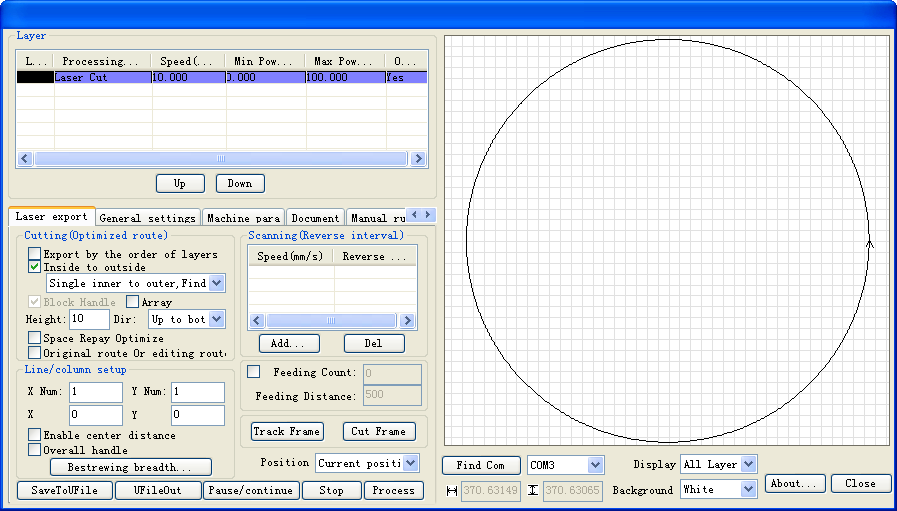 Layer
L... Processing... Speed(... Min Pow... Max Pow... O...
Laser Cut 10.000 0.000 100.000 Yes
Up Down
Laser export General settings Machine para Document Manual ru
Cutting(Optimized route)
Export by the order of layers
Inside to outside
Single inner to outer,Find
Block Handle Array
Height: 10 Dir: Up to bot
Space Repay Optimize
Original route Or editing route
Line/column setup
X Num: 1 Y Num: 1
X 0 Y 0
Enable center distance
Overall handle
Bestrewing breadth...
Scanning(Reverse interval)
Speed(mm/s) Reverse ...
Add... Del
Feeding Count: 0
Feeding Distance: 500
Track Frame Cut Frame
Position Current positi
SaveToUFile UFileOut Pause/continue Stop Process
Find Com COM3 Display All Layer About... Close
370.63149 370.63065 Background White